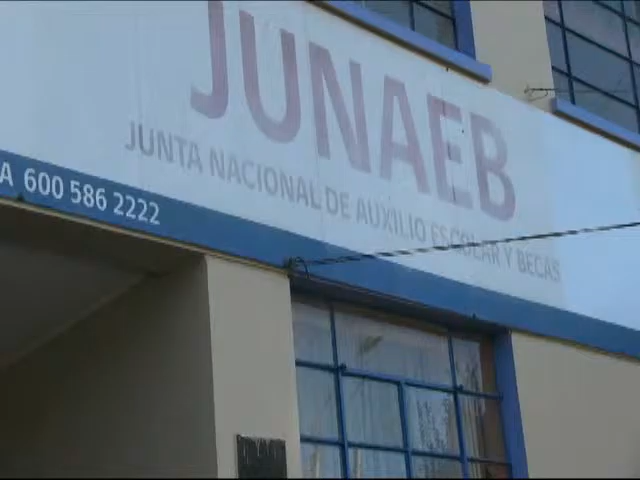 JUNAEB
JUNTA NACIONAL DE AUXILIO ESCOLAR Y BECAS
A 600 586 2222